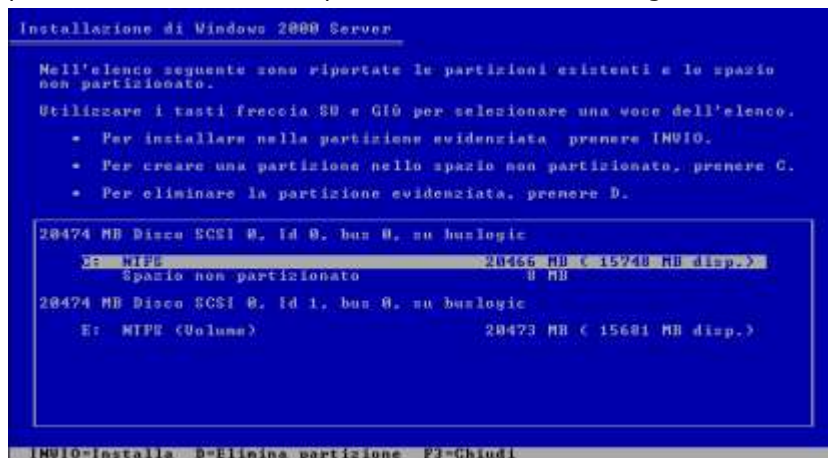 Installazione di Windows 2000 Server
Nell'elenco seguente sono riportate le partizioni esistenti e lo spazio
non partizionato.
Utilizzare i tasti freccia SU e GIÙ per selezionare una voce dell'elenco.
• Per installare nella partizione evidenziata premere INVIO.
• Per creare una partizione nello spazio non partizionato, premere C.
• Per eliminare la partizione evidenziata, premere D.
20474 MB Disco SCSI 0, Id 0, bus 0, su buslogic
C: NTFS 20466 MB ( 15748 MB disp.)
Spazio non partizionato 8 MB
20474 MB Disco SCSI 0, Id 1, bus 0, su buslogic
E: NTFS (Volume) 20473 MB ( 15681 MB disp.)
INVIO=Installa D=Elimina partizione F3=Chiudi